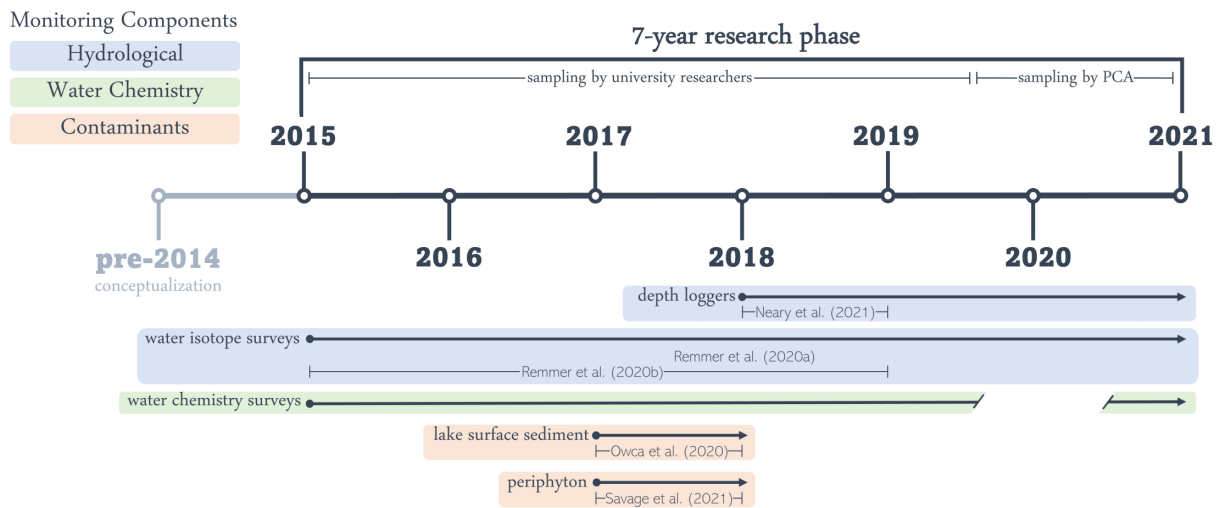 Monitoring Components
Hydrological
Water Chemistry
Contaminants
7-year research phase
sampling by university researchers
sampling by PCA
2015
2017
2019
2021
pre-2014
conceptualization
2016
2018
2020
depth loggers
Neary et al. (2021)
water isotope surveys
Remmer et al. (2020a)
Remmer et al. (2020b)
water chemistry surveys
lake surface sediment
Owca et al. (2020)
periphyton
Savage et al. (2021)